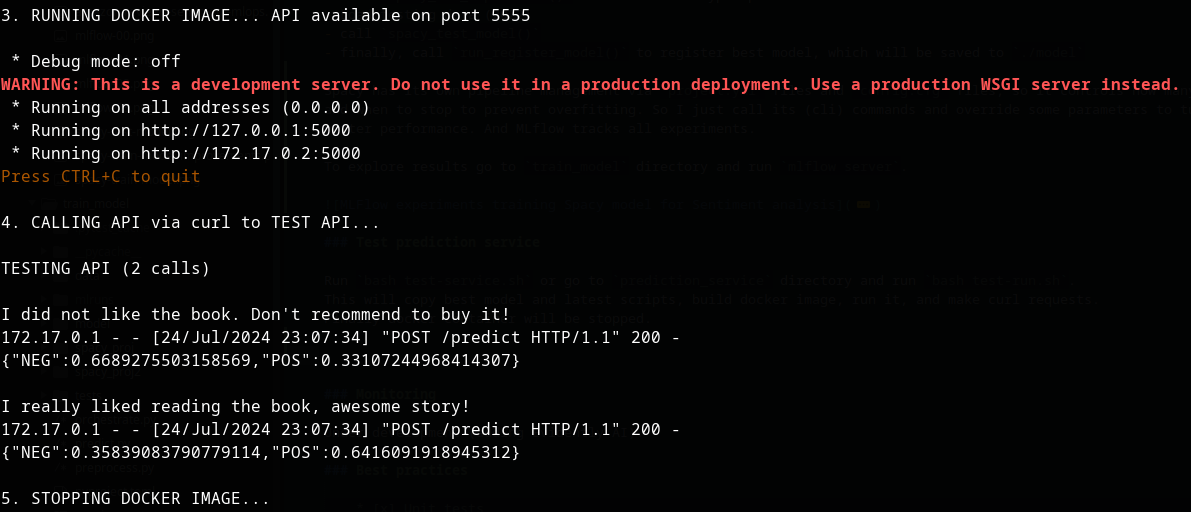 3. RUNNING DOCKER IMAGE... API available on port 5555
 * Debug mode: off
WARNING: This is a development server. Do not use it in a production deployment. Use a production WSGI server instead.
 * Running on all addresses (0.0.0.0)
 * Running on http://127.0.0.1:5000
 * Running on http://172.17.0.2:5000
Press CTRL+C to quit
4. CALLING API via curl to TEST API...
TESTING API (2 calls)
I did not like the book. Don't recommend to buy it!
172.17.0.1 - - [24/Jul/2024 23:07:34] "POST /predict HTTP/1.1" 200 -
{"NEG":0.6689275503158569,"POS":0.33107244968414307}
I really liked reading the book, awesome story!
172.17.0.1 - - [24/Jul/2024 23:07:34] "POST /predict HTTP/1.1" 200 -
{"NEG":0.35839083790779114,"POS":0.6416091918945312}
5. STOPPING DOCKER IMAGE...